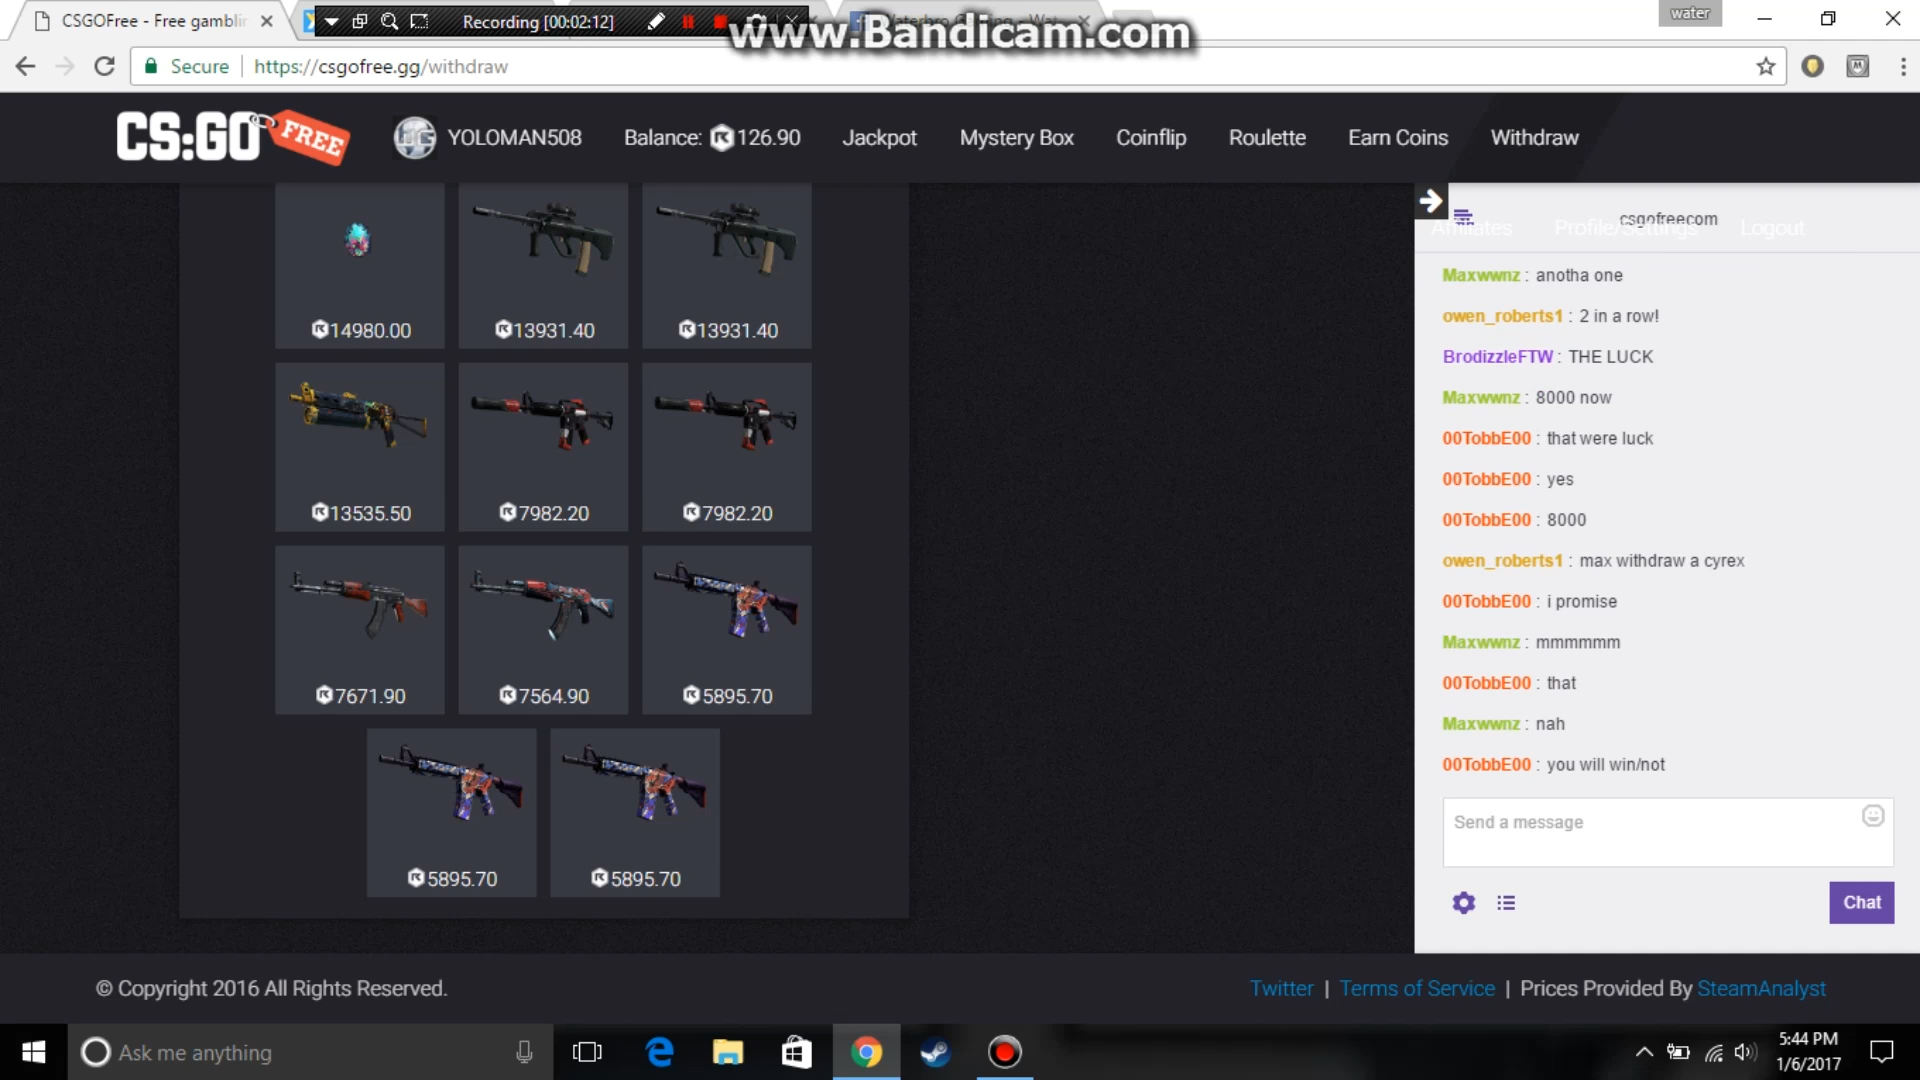 CSGOFree - Free gamblin
Recording [00:02:12]
www.Bandicam.com
water
Secure
https://csgofree.gg/withdraw
CS:GO FREE
YOLOMAN508
Balance: 126.90
Jackpot
Mystery Box
Coinflip
Roulette
Earn Coins
Withdraw
csgofreecom
Affiliates
Profile/Settings
Logout
14980.00
13931.40
13931.40
13535.50
7982.20
7982.20
7671.90
7564.90
5895.70
5895.70
5895.70
Maxwwnz : anotha one
owen_roberts1 : 2 in a row!
BrodizzleFTW : THE LUCK
Maxwwnz : 8000 now
00TobbE00 : that were luck
00TobbE00 : yes
00TobbE00 : 8000
owen_roberts1 : max withdraw a cyrex
00TobbE00 : i promise
Maxwwnz : mmmmmm
00TobbE00 : that
Maxwwnz : nah
00TobbE00 : you will win/not
Send a message
Chat
© Copyright 2016 All Rights Reserved.
Twitter | Terms of Service | Prices Provided By SteamAnalyst
Ask me anything
5:44 PM
1/6/2017